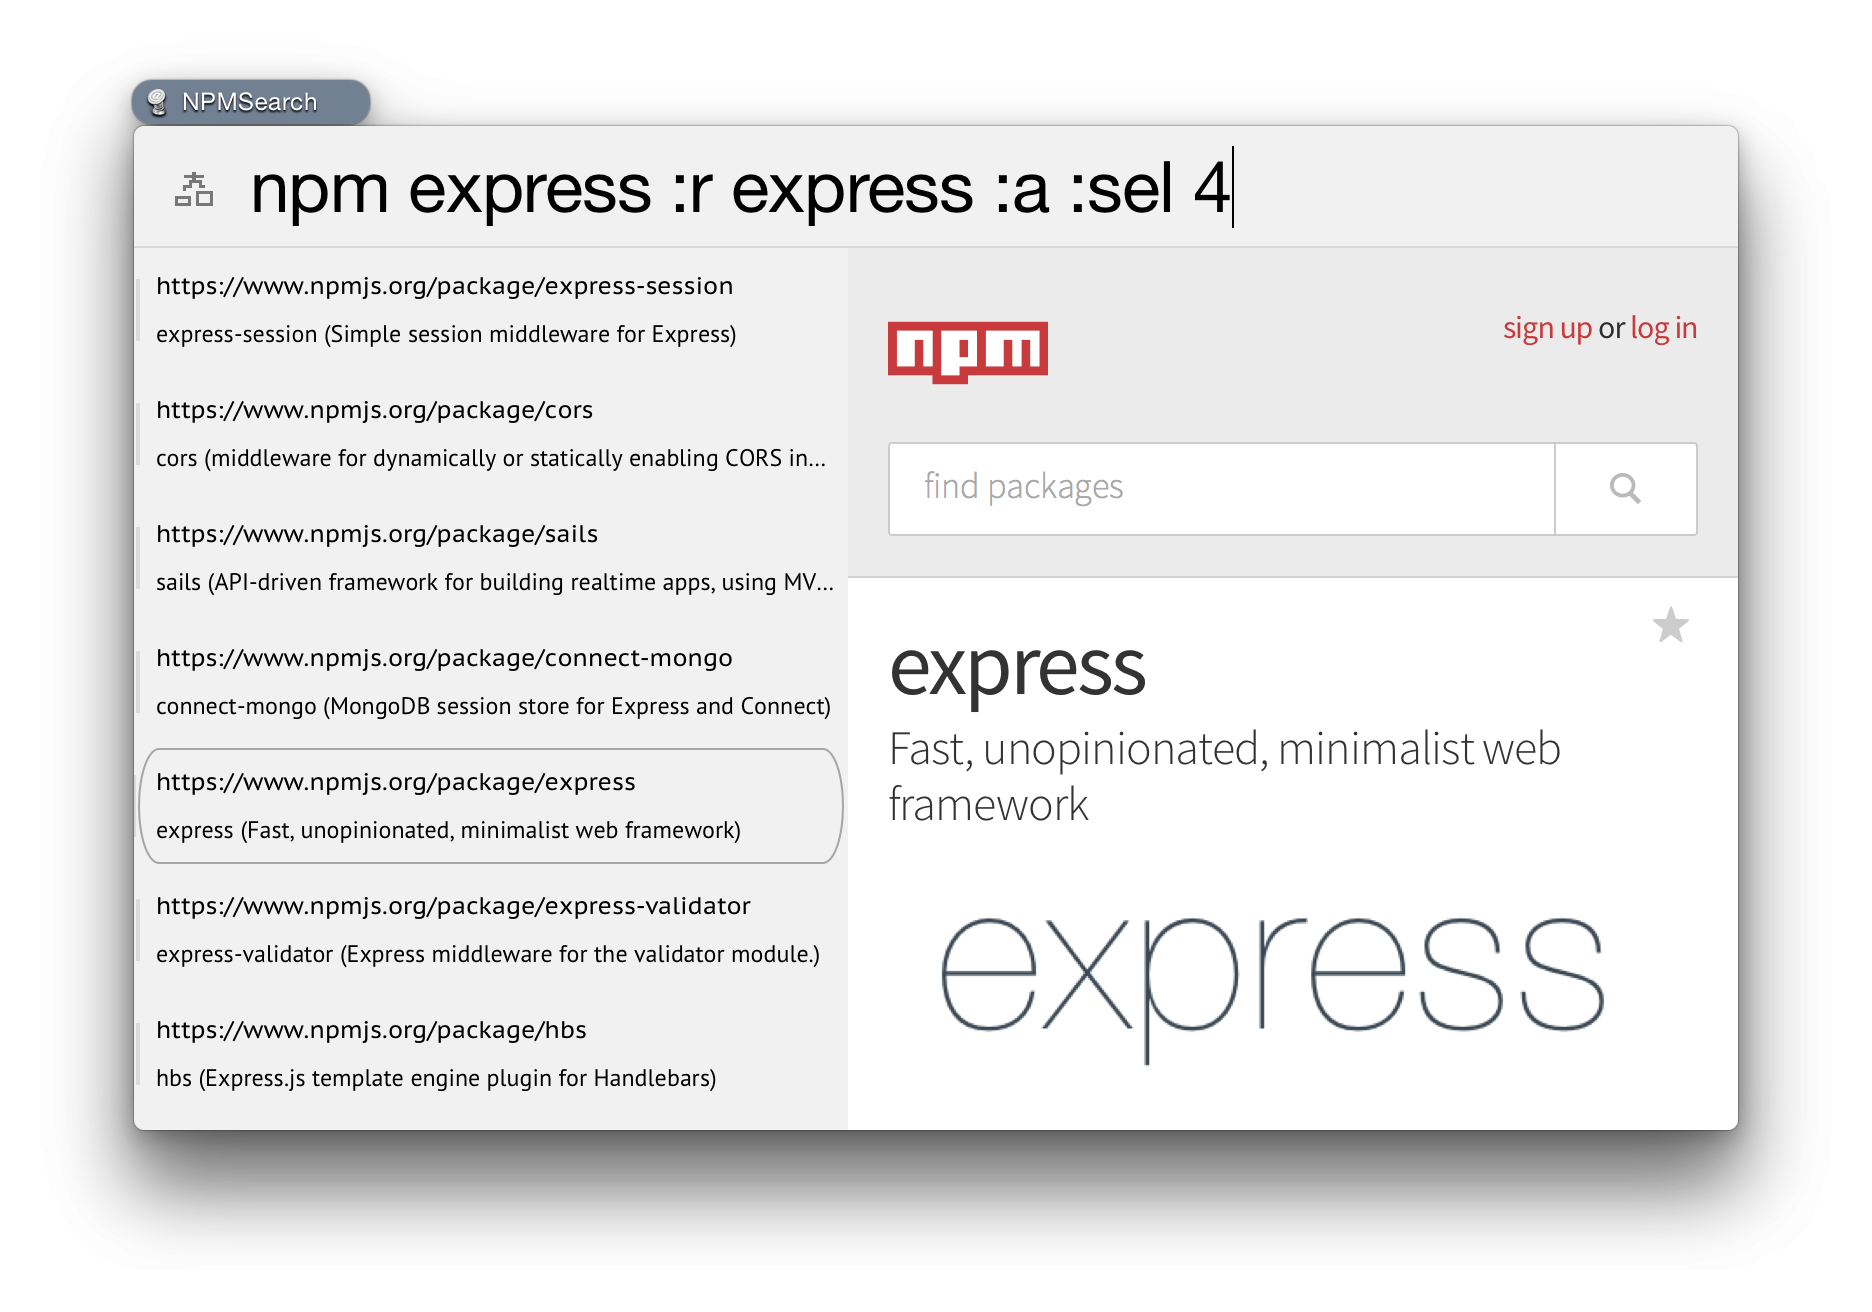 NPMSearch
npm express :r express :a :sel 4
https://www.npmjs.org/package/express-session
express-session (Simple session middleware for Express)
https://www.npmjs.org/package/cors
cors (middleware for dynamically or statically enabling CORS in...
https://www.npmjs.org/package/sails
sails (API-driven framework for building realtime apps, using MV...
https://www.npmjs.org/package/connect-mongo
connect-mongo (MongoDB session store for Express and Connect)
https://www.npmjs.org/package/express
express (Fast, unopinionated, minimalist web framework)
https://www.npmjs.org/package/express-validator
express-validator (Express middleware for the validator module.)
https://www.npmjs.org/package/hbs
hbs (Express.js template engine plugin for Handlebars)
npm
sign up or log in
find packages
express
Fast, unopinionated, minimalist web
framework
express